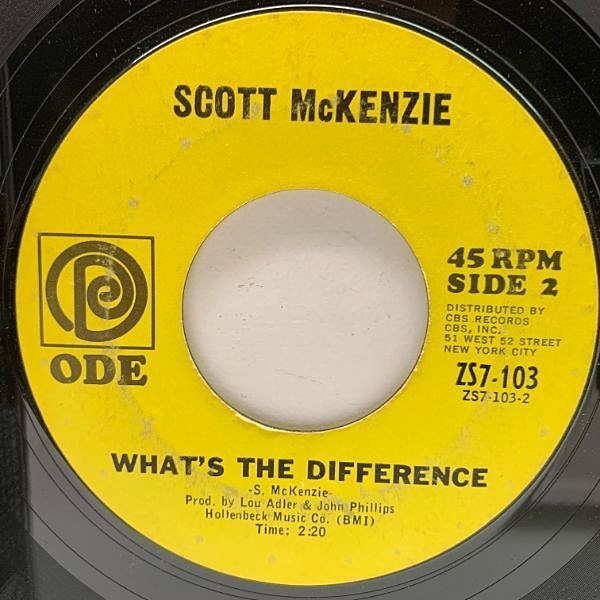 SCOTT McKENZIE
ODE
45 RPM
SIDE 2
DISTRIBUTED BY
CBS RECORDS
CBS, INC.
51 WEST 52 STREET
NEW YORK CITY
ZS7-103
ZS7-103-2
WHAT'S THE DIFFERENCE
-S. McKenzie-
Prod. by Lou Adler & John Phillips
Hollenbeck Music Co. (BMI)
Time: 2:20